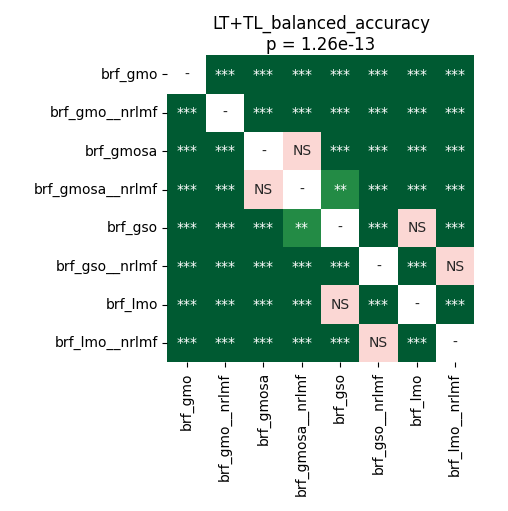 LT+TL_balanced_accuracy
p = 1.26e-13
brf_gmo - *** *** *** *** *** *** ***
brf_gmo__nrlmf *** - *** *** *** *** *** ***
brf_gmosa *** *** - NS *** *** *** ***
brf_gmosa__nrlmf *** *** NS - ** *** *** ***
brf_gso *** *** *** ** - *** NS ***
brf_gso__nrlmf *** *** *** *** *** - *** NS
brf_lmo *** *** *** *** NS *** - ***
brf_lmo__nrlmf *** *** *** *** *** NS *** -
brf_gmo
brf_gmo__nrlmf
brf_gmosa
brf_gmosa__nrlmf
brf_gso
brf_gso__nrlmf
brf_lmo
brf_lmo__nrlmf